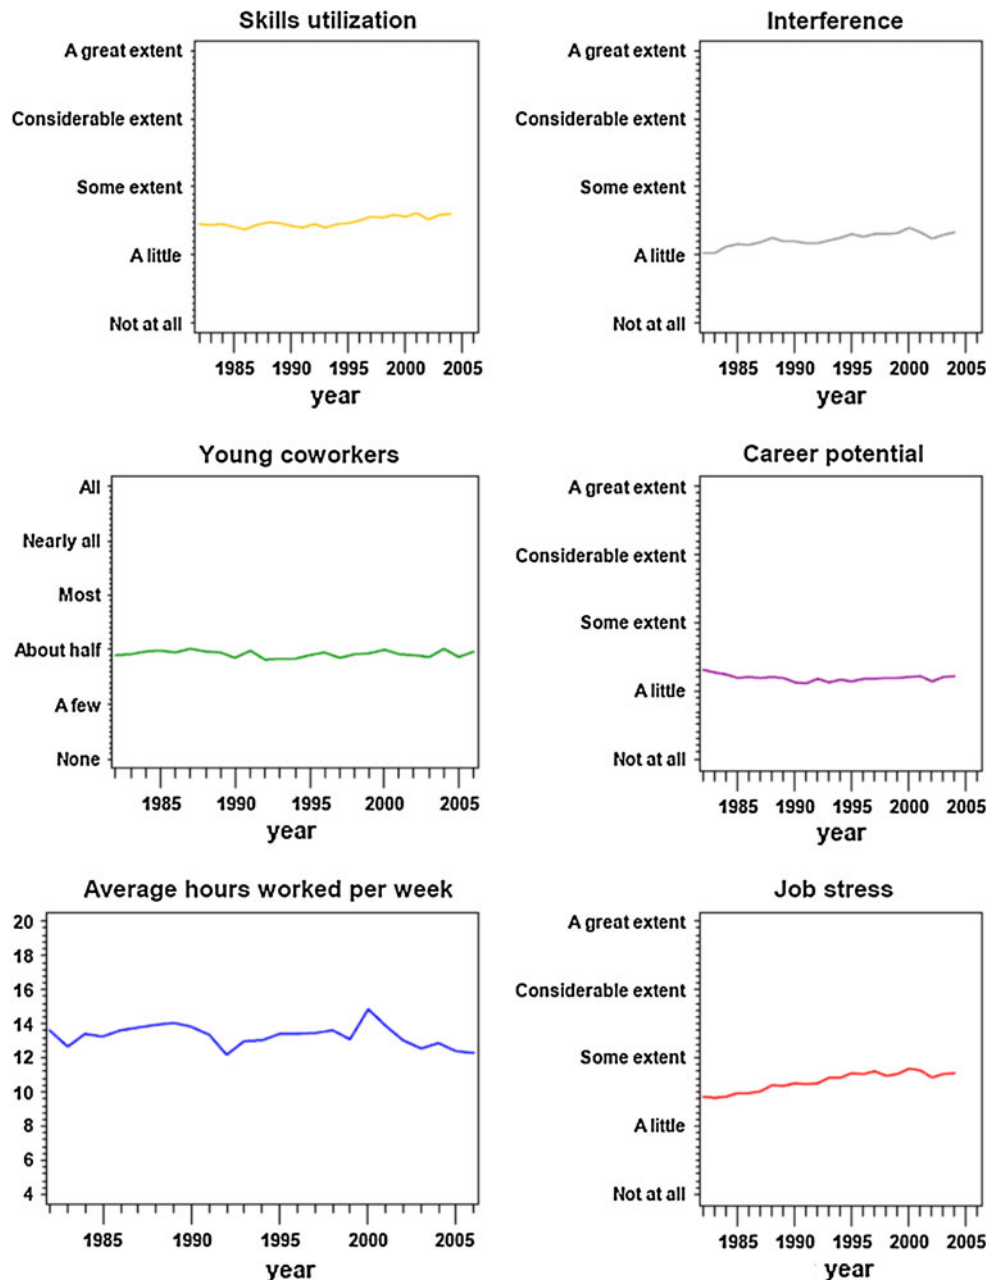 Skills utilization
A great extent
Considerable extent
Some extent
A little
Not at all
1985 1990 1995 2000 2005
year
Interference
A great extent
Considerable extent
Some extent
A little
Not at all
1985 1990 1995 2000 2005
year
Young coworkers
All
Nearly all
Most
About half
A few
None
1985 1990 1995 2000 2005
year
Career potential
A great extent
Considerable extent
Some extent
A little
Not at all
1985 1990 1995 2000 2005
year
Average hours worked per week
20
18
16
14
12
10
8
6
4
1985 1990 1995 2000 2005
year
Job stress
A great extent
Considerable extent
Some extent
A little
Not at all
1985 1990 1995 2000 2005
year